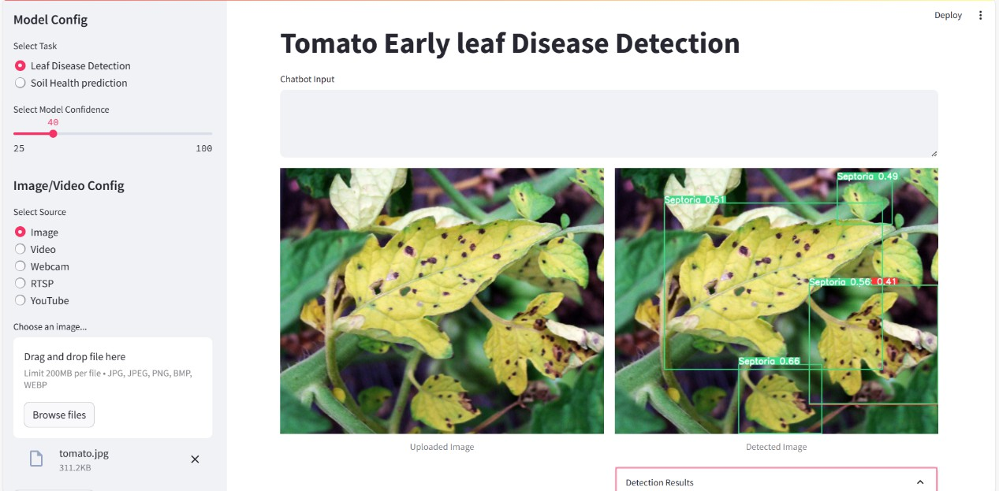 Model Config
Select Task
Leaf Disease Detection
Soil Health prediction
Select Model Confidence
40
25
100
Image/Video Config
Select Source
Image
Video
Webcam
RTSP
YouTube
Choose an image...
Drag and drop file here
Limit 200MB per file • JPG, JPEG, PNG, BMP,
WEBP
Browse files
tomato.jpg
311.2KB
Deploy
Tomato Early leaf Disease Detection
Chatbot Input
Septoria 0.49
Septoria 0.51
Septoria 0.56
0.41
Septoria 0.66
Uploaded Image
Detected Image
Detection Results